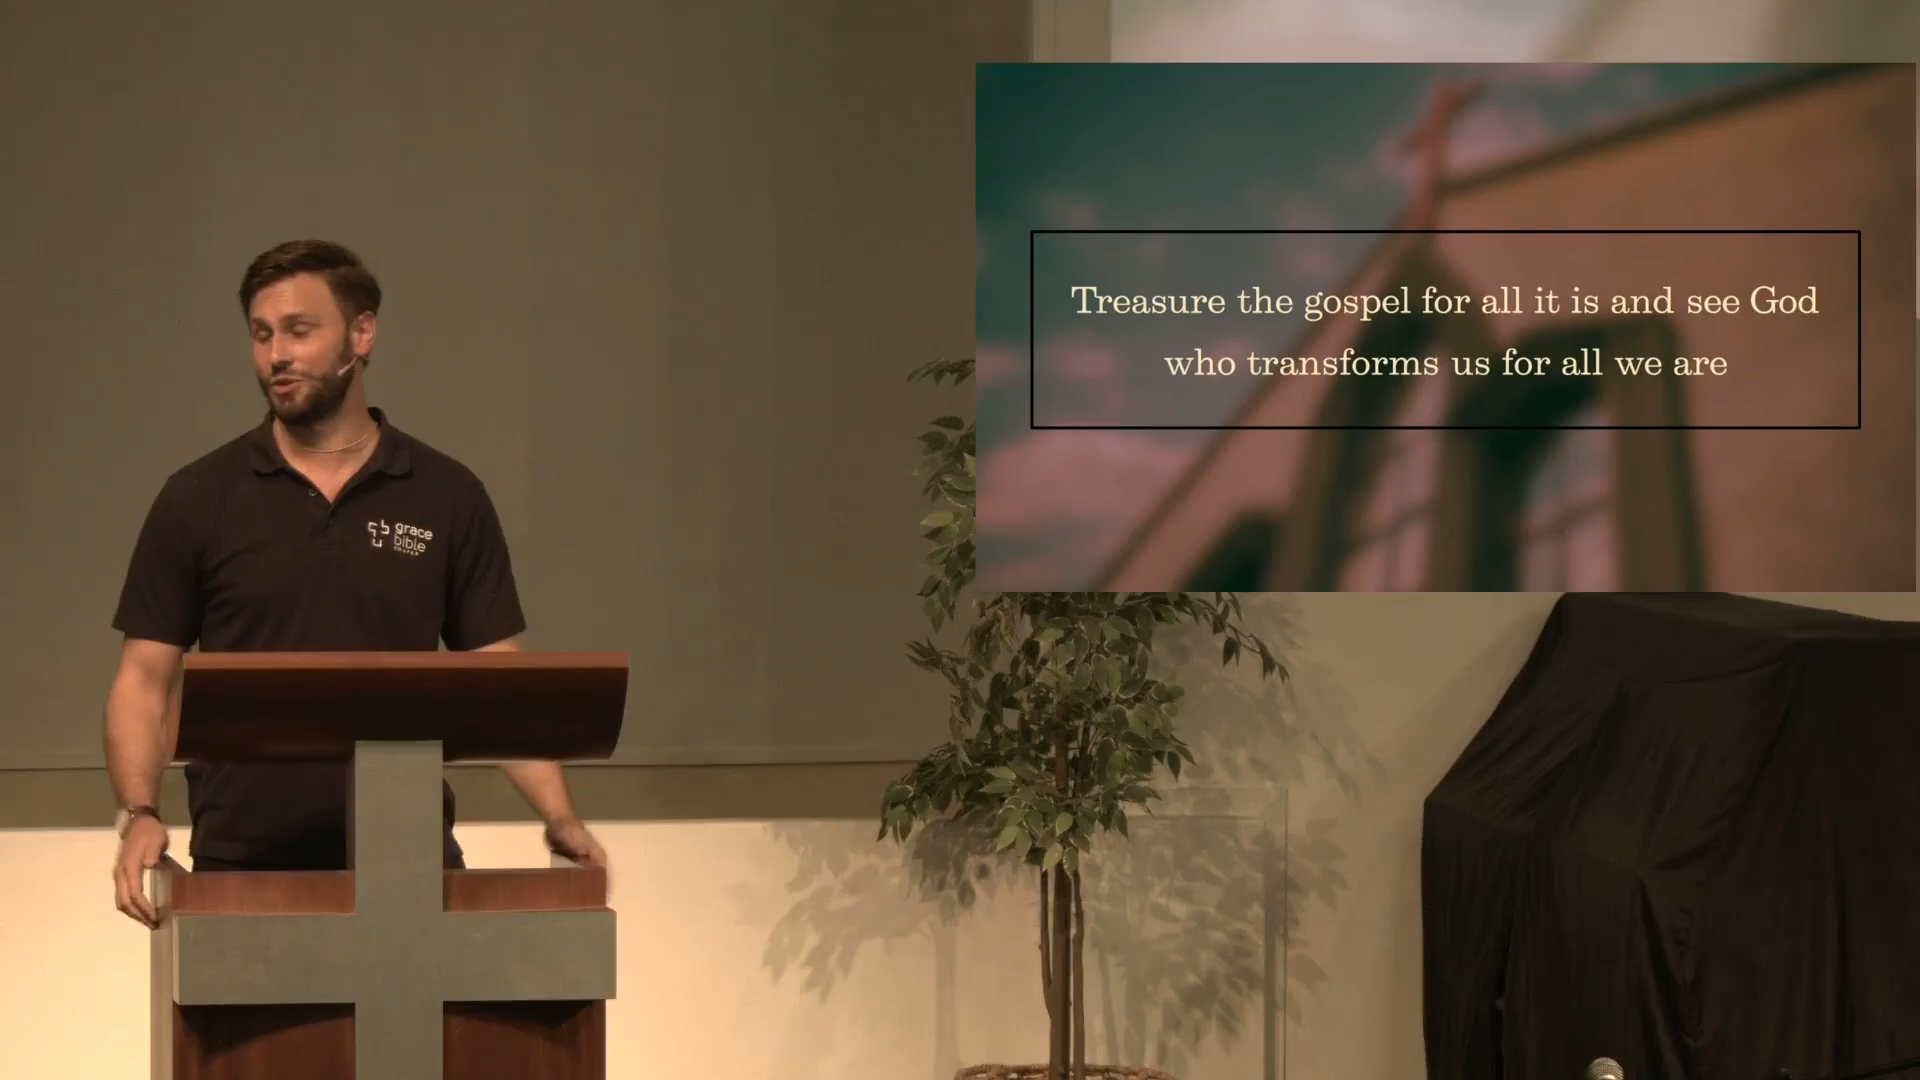 Treasure the gospel for all it is and see God
who transforms us for all we are
grace
bible
church